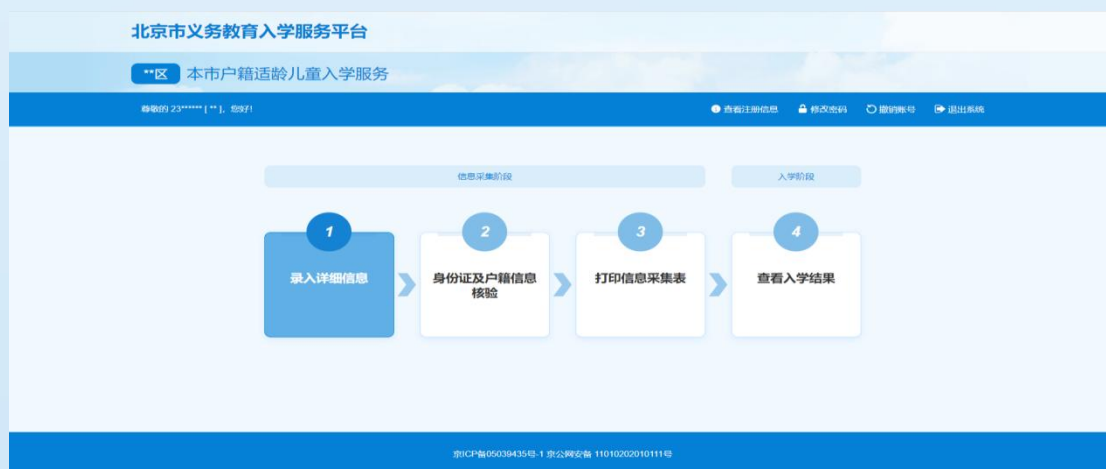 北京市义务教育入学服务平台
**区 本市户籍适龄儿童入学服务
尊敬的 23****** [ ** ]，您好!
查看注册信息 修改密码 撤销账号 退出系统
信息采集阶段 入学阶段
1 2 3 4
录入详细信息
身份证及户籍信息
核验
打印信息采集表
查看入学结果
京ICP备05039435号-1 京公网安备 11010202010111号